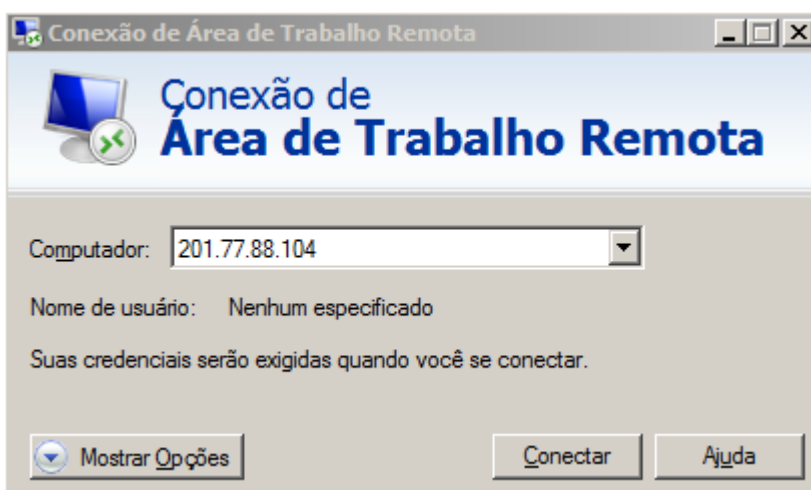 Conexão de Área de Trabalho Remota
Conexão de
Área de Trabalho Remota
Computador: 201.77.88.104
Nome de usuário: Nenhum especificado
Suas credenciais serão exigidas quando você se conectar.
Mostrar Opções Conectar Ajuda